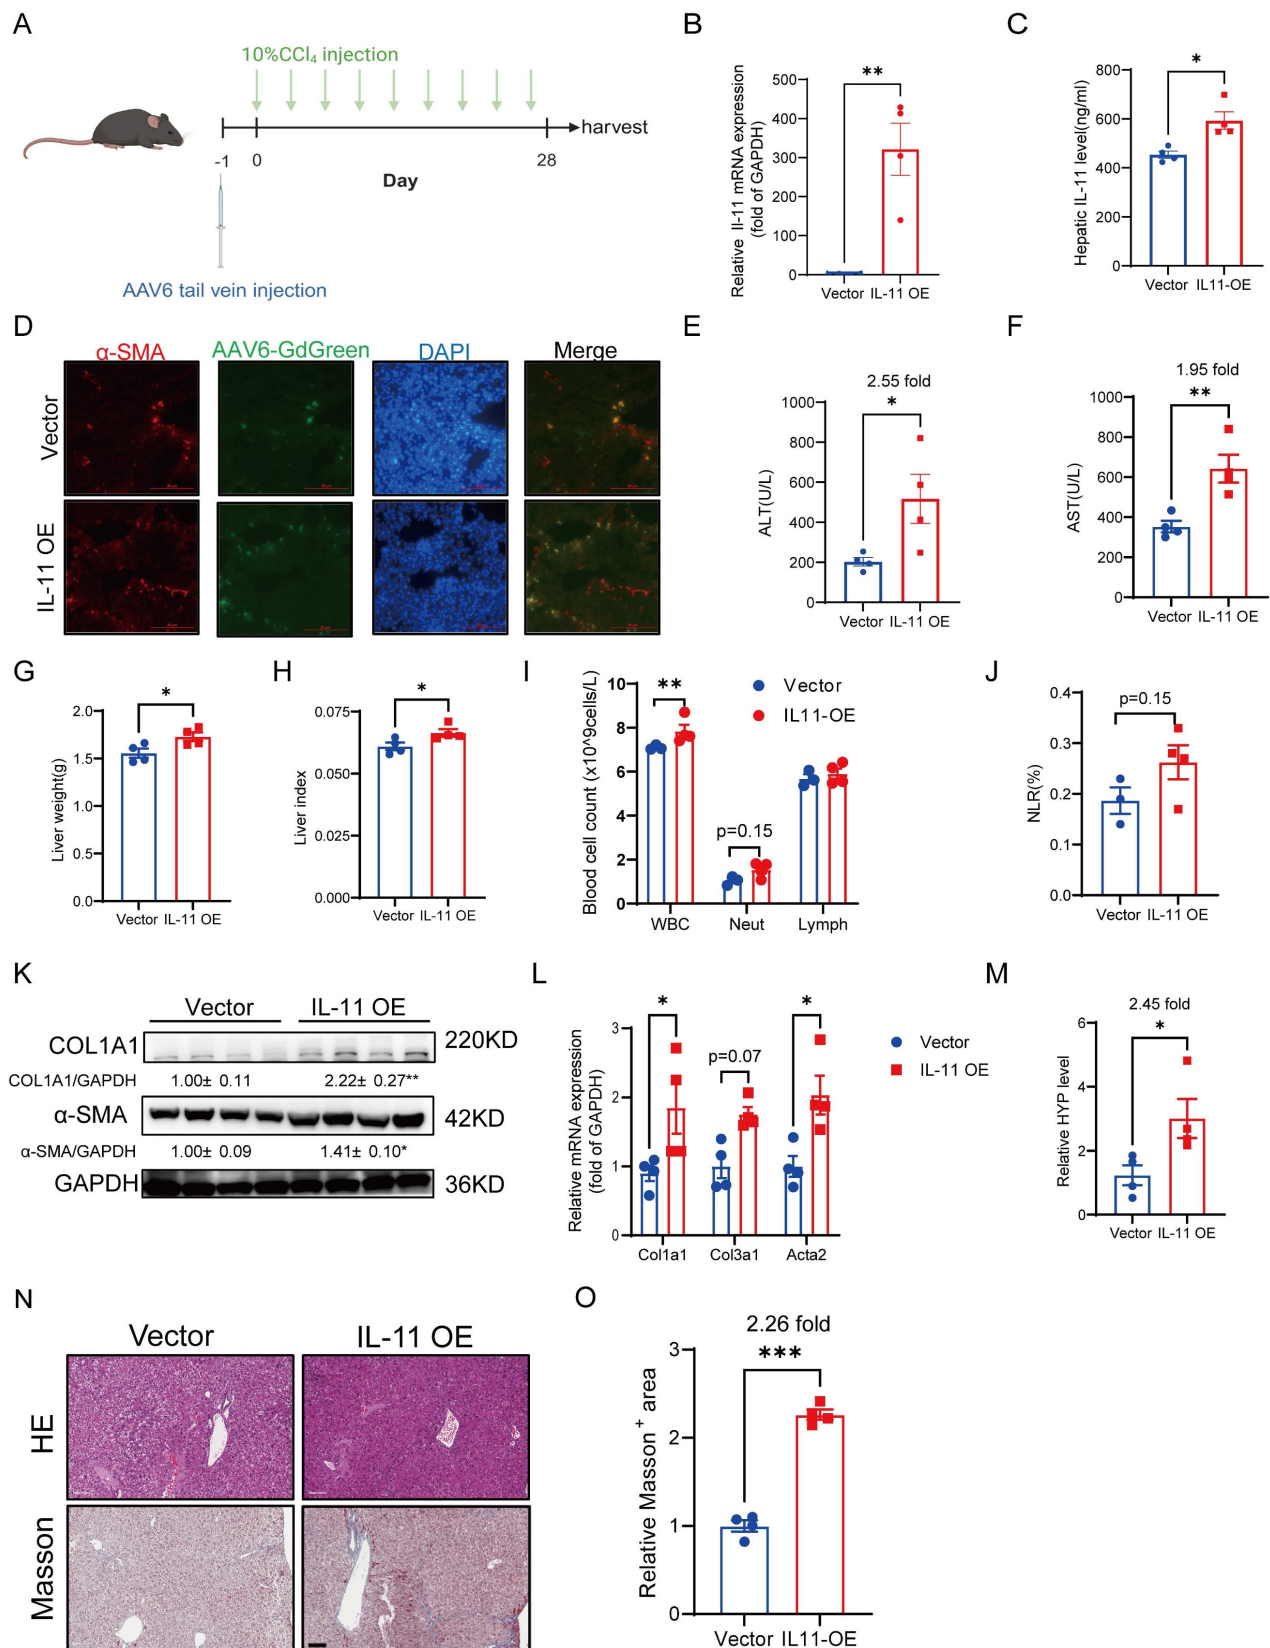 A
10%CCl₄ injection
harvest
-1
0
28
Day
AAV6 tail vein injection
B
**
Relative Il-11 mRNA expression
(fold of GAPDH)
500
400
300
200
100
0
Vector IL-11 OE
C
*
Hepatic IL-11 level(ng/ml)
800
600
400
200
0
Vector IL11-OE
D
α-SMA
AAV6-GdGreen
DAPI
Merge
Vector
IL-11 OE
E
2.55 fold
*
ALT(U/L)
1000
800
600
400
200
0
Vector IL-11 OE
F
1.95 fold
**
AST(U/L)
1000
800
600
400
200
0
Vector IL-11 OE
G
*
Liver weight(g)
2.0
1.5
1.0
0.5
0.0
Vector IL-11 OE
H
*
Liver index
0.075
0.050
0.025
0.000
Vector IL-11 OE
I
Blood cell count (x10^9cells/L)
10
8
6
4
2
0
**
p=0.15
Vector
IL11-OE
WBC Neut Lymph
J
p=0.15
NLR(%)
0.4
0.3
0.2
0.1
0.0
Vector IL-11 OE
K
Vector IL-11 OE
COL1A1 220KD
COL1A1/GAPDH 1.00± 0.11 2.22± 0.27**
α-SMA 42KD
α-SMA/GAPDH 1.00± 0.09 1.41± 0.10*
GAPDH 36KD
L
Relative mRNA expression
(fold of GAPDH)
3
2
1
0
*
p=0.07
*
Vector
IL-11 OE
Col1a1 Col3a1 Acta2
M
2.45 fold
*
Relative HYP level
6
4
2
0
Vector IL-11 OE
N
Vector IL-11 OE
HE
Masson
O
2.26 fold
***
Relative Masson⁺ area
3
2
1
0
Vector IL11-OE